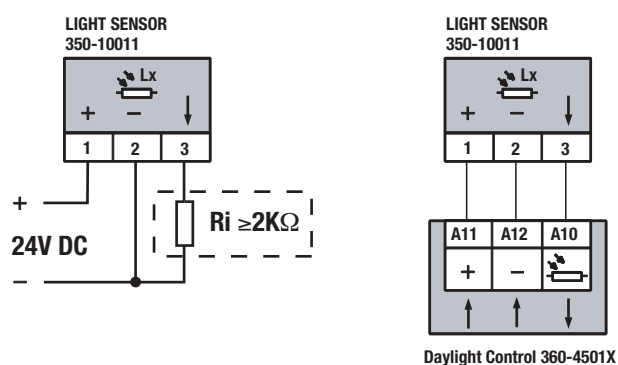 LIGHT SENSOR
350-10011
Lx
+ −
1 2 3
+
24V DC
−
Ri ≥2KΩ
LIGHT SENSOR
350-10011
Lx
+ −
1 2 3
A11 A12 A10
+ −
Daylight Control 360-4501X